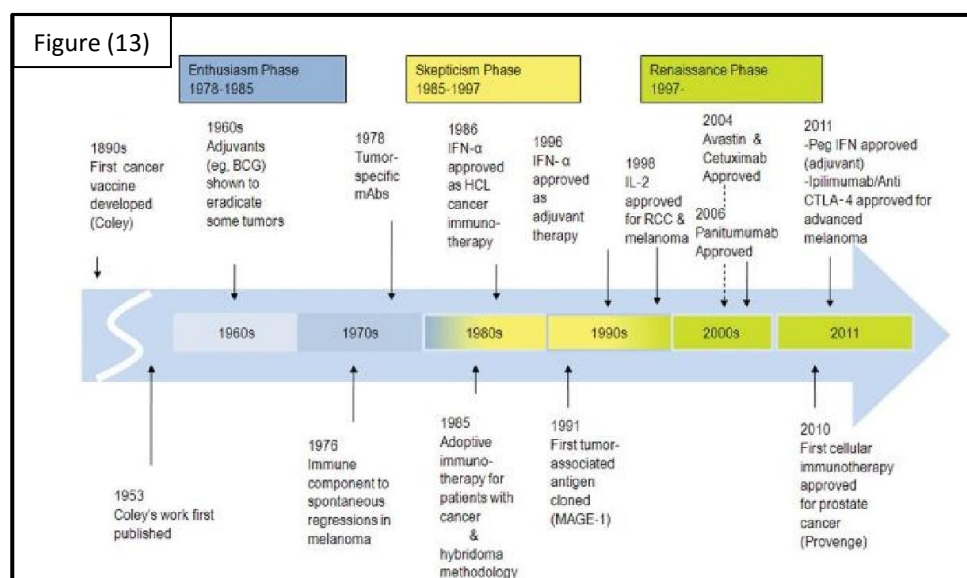 Figure (13)
Enthusiasm Phase
1978-1985
Skepticism Phase
1985-1997
Renaissance Phase
1997-
1890s
First cancer
vaccine
developed
(Coley)
1960s
Adjuvants
(eg, BCG)
shown to
eradicate
some tumors
1978
Tumor-
specific
mAbs
1986
IFN-α
approved
as HCL
cancer
immuno-
therapy
1996
IFN- α
approved
as
adjuvant
therapy
1998
IL-2
approved
for RCC &
melanoma
2004
Avastin &
Cetuximab
Approved
2006
Panitumumab
Approved
2011
-Peg IFN approved
(adjuvant)
-Ipilimumab/Anti
CTLA-4 approved for
advanced
melanoma
1960s
1970s
1980s
1990s
2000s
2011
1953
Coley's work first
published
1976
Immune
component to
spontaneous
regressions in
melanoma
1985
Adoptive
immuno-
therapy for
patients with
cancer
&
hybridoma
methodology
1991
First tumor-
associated
antigen
cloned
(MAGE-1)
2010
First cellular
immunotherapy
approved
for prostate
cancer
(Provenge)